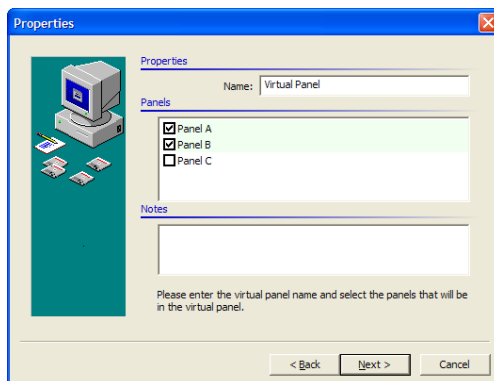 Properties
Properties
Name: Virtual Panel
Panels
Panel A
Panel B
Panel C
Notes
Please enter the virtual panel name and select the panels that will be
in the virtual panel.
< Back Next > Cancel